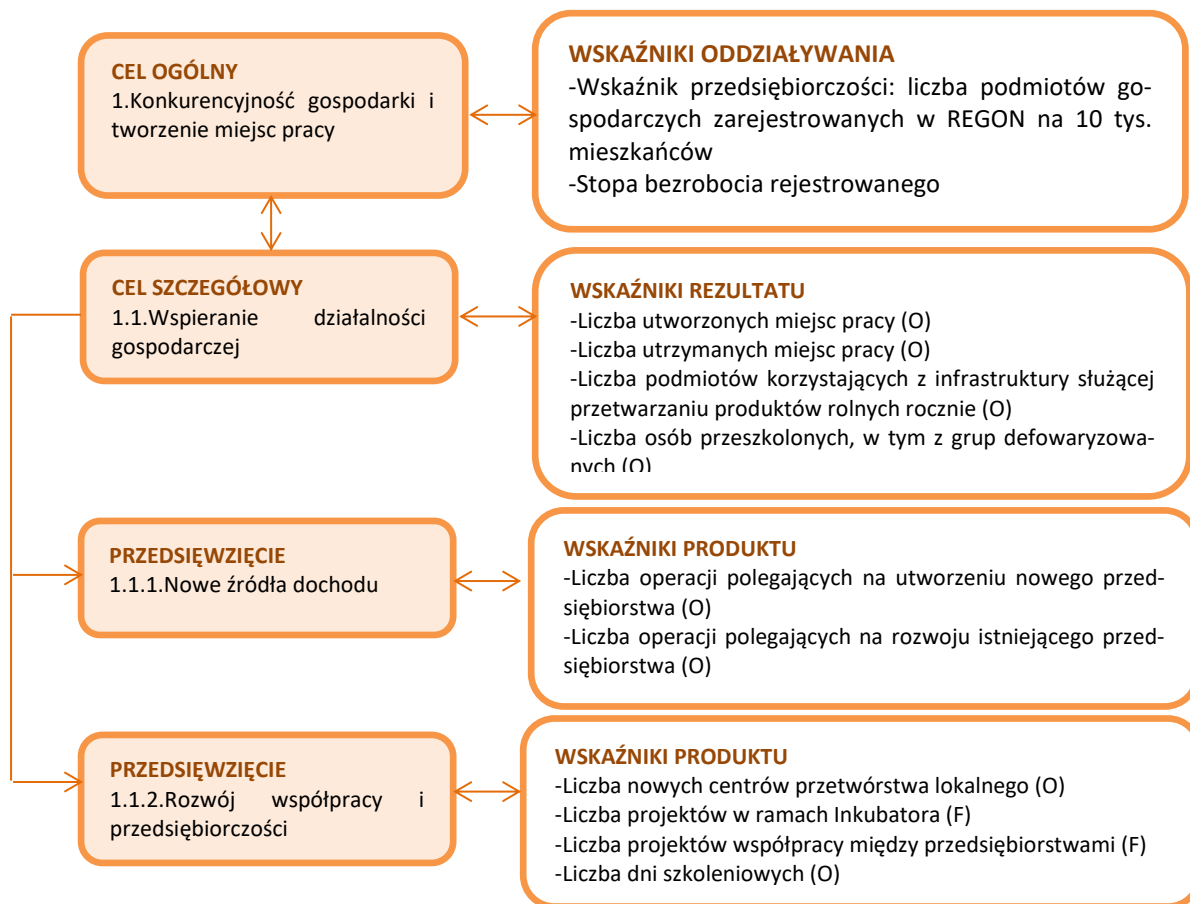 CEL OGÓLNY
1.Konkurencyjność gospodarki i
tworzenie miejsc pracy
WSKAŹNIKI ODDZIAŁYWANIA
-Wskaźnik przedsiębiorczości: liczba podmiotów go-
spodarczych zarejestrowanych w REGON na 10 tys.
mieszkańców
-Stopa bezrobocia rejestrowanego
CEL SZCZEGÓŁOWY
1.1.Wspieranie działalności
gospodarczej
WSKAŹNIKI REZULTATU
-Liczba utworzonych miejsc pracy (O)
-Liczba utrzymanych miejsc pracy (O)
-Liczba podmiotów korzystających z infrastruktury służącej
przetwarzaniu produktów rolnych rocznie (O)
-Liczba osób przeszkolonych, w tym z grup defowaryzowa-
nych (O)
PRZEDSIĘWZIĘCIE
1.1.1.Nowe źródła dochodu
WSKAŹNIKI PRODUKTU
-Liczba operacji polegających na utworzeniu nowego przed-
siębiorstwa (O)
-Liczba operacji polegających na rozwoju istniejącego przed-
siębiorstwa (O)
PRZEDSIĘWZIĘCIE
1.1.2.Rozwój współpracy i
przedsiębiorczości
WSKAŹNIKI PRODUKTU
-Liczba nowych centrów przetwórstwa lokalnego (O)
-Liczba projektów w ramach Inkubatora (F)
-Liczba projektów współpracy między przedsiębiorstwami (F)
-Liczba dni szkoleniowych (O)